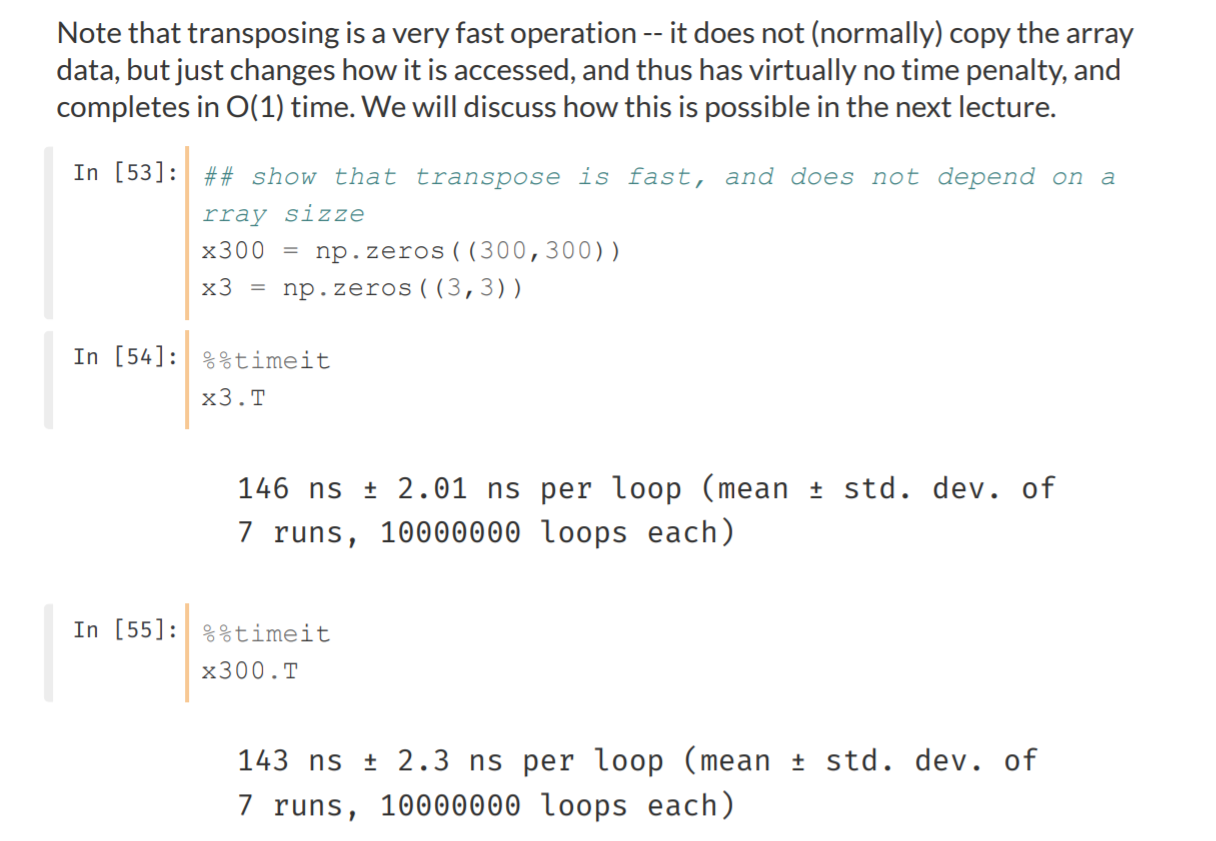 Note that transposing is a very fast operation -- it does not (normally) copy the array
data, but just changes how it is accessed, and thus has virtually no time penalty, and
completes in O(1) time. We will discuss how this is possible in the next lecture.
In [53]: ## show that transpose is fast, and does not depend on a
rray sizze
x300 = np.zeros((300,300))
x3 = np.zeros((3,3))
In [54]: %%timeit
x3.T
146 ns ± 2.01 ns per loop (mean ± std. dev. of
7 runs, 10000000 loops each)
In [55]: %%timeit
x300.T
143 ns ± 2.3 ns per loop (mean ± std. dev. of
7 runs, 10000000 loops each)